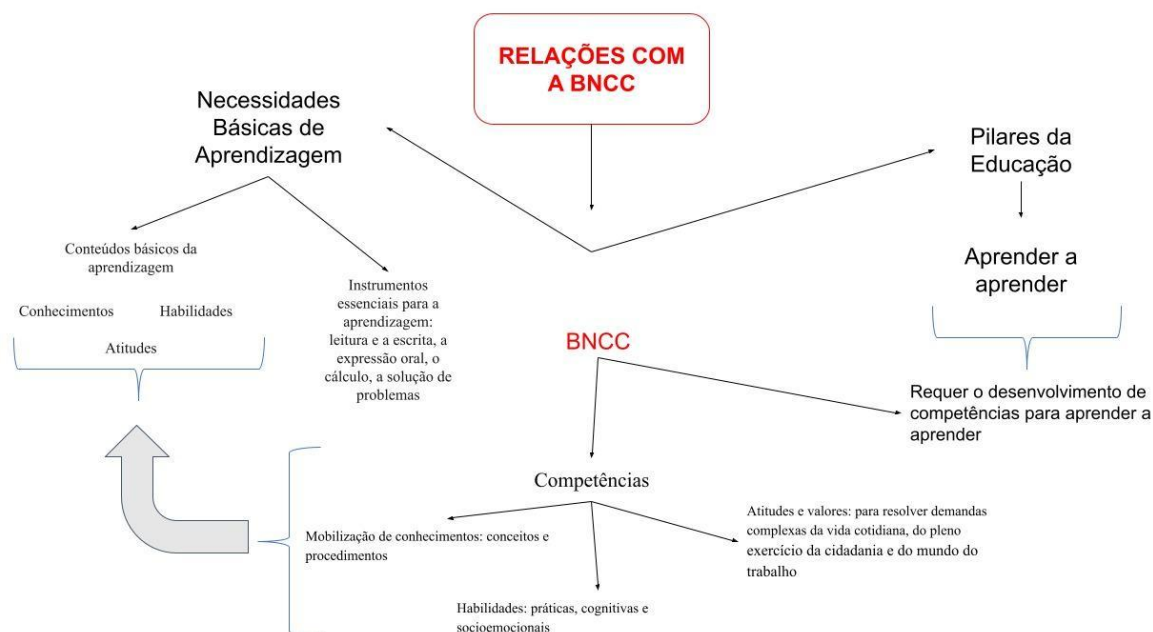 RELAÇÕES COM
A BNCC
Necessidades
Básicas de
Aprendizagem
Pilares da
Educação
Conteúdos básicos da
aprendizagem
Conhecimentos
Habilidades
Atitudes
Instrumentos
essenciais para a
aprendizagem:
leitura e a escrita, a
expressão oral, o
cálculo, a solução de
problemas
Aprender a
aprender
BNCC
Requer o desenvolvimento de
competências para aprender a
aprender
Competências
Mobilização de conhecimentos: conceitos e
procedimentos
Atitudes e valores: para resolver demandas
complexas da vida cotidiana, do pleno
exercício da cidadania e do mundo do
trabalho
Habilidades: práticas, cognitivas e
socioemocionais